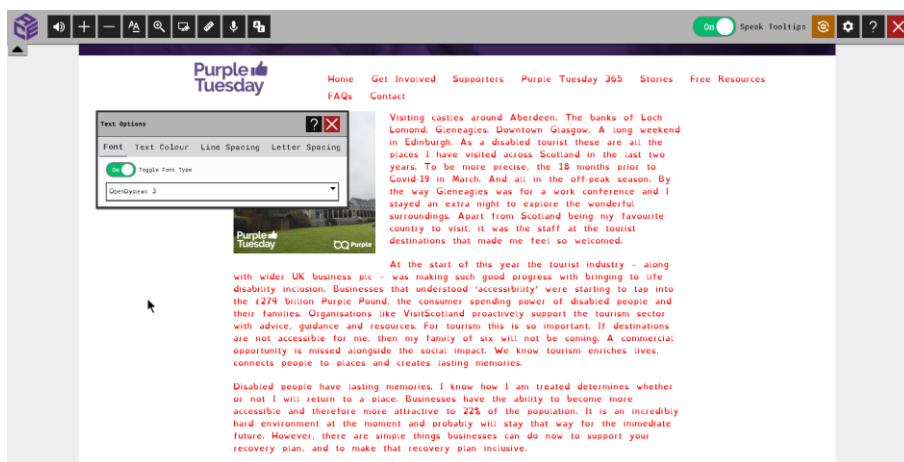 On Speak Tooltips
Purple
Tuesday
Home Get Involved Supporters Purple Tuesday 365 Stories Free Resources
FAQs Contact
Text Options
Font Text Colour Line Spacing Letter Spacing
On Toggle Font Type
OpenDyslexic 3
Purple
Tuesday
Purple
Visiting castles around Aberdeen. The banks of Loch
Lomond. Gleneagles. Downtown Glasgow. A long weekend
in Edinburgh. As a disabled tourist these are all the
places I have visited across Scotland in the last two
years. To be more precise, the 18 months prior to
Covid-19 in March. And all in the off-peak season. By
the way Gleneagles was for a work conference and I
stayed an extra night to explore the wonderful
surroundings. Apart from Scotland being my favourite
country to visit, it was the staff at the tourist
destinations that made me feel so welcomed.
At the start of this year the tourist industry – along
with wider UK business plc – was making such good progress with bringing to life
disability inclusion. Businesses that understood ‘accessibility’ were starting to tap into
the £274 billion Purple Pound, the consumer spending power of disabled people and
their families. Organisations like VisitScotland proactively support the tourism sector
with advice, guidance and resources. For tourism this is so important. If destinations
are not accessible for me, then my family of six will not be coming. A commercial
opportunity is missed alongside the social impact. We know tourism enriches lives,
connects people to places and creates lasting memories.
Disabled people have lasting memories. I know how I am treated determines whether
or not I will return to a place. Businesses have the ability to become more
accessible and therefore more attractive to 22% of the population. It is an incredibly
hard environment at the moment and probably will stay that way for the immediate
future. However, there are simple things businesses can do now to support your
recovery plan, and to make that recovery plan inclusive.